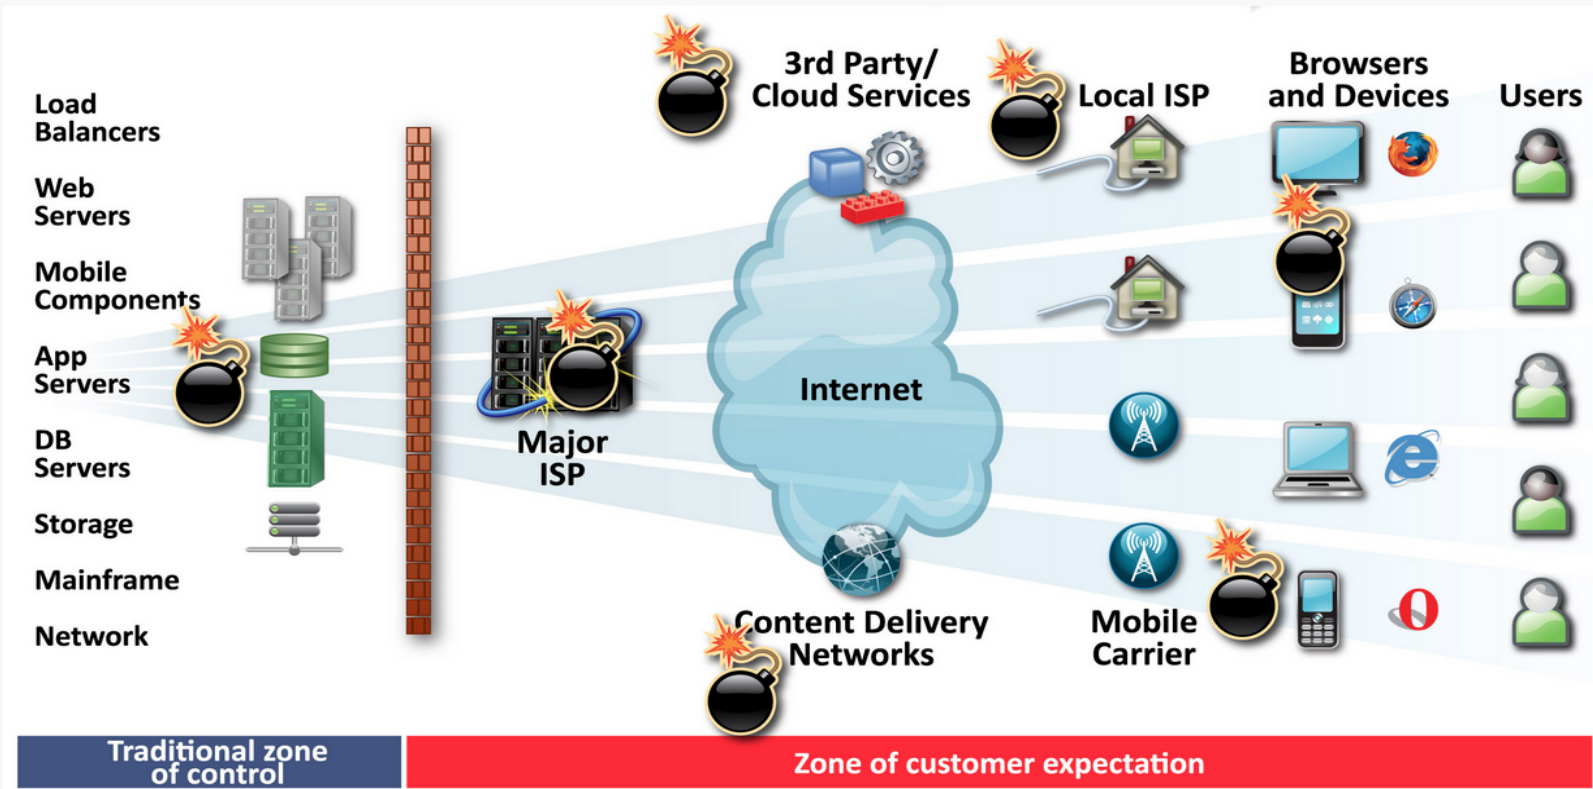 Load
Balancers
Web
Servers
Mobile
Components
App
Servers
DB
Servers
Storage
Mainframe
Network
Major
ISP
3rd Party/
Cloud Services
Internet
Content Delivery
Networks
Local ISP
Mobile
Carrier
Browsers
and Devices
Users
Traditional zone
of control
Zone of customer expectation